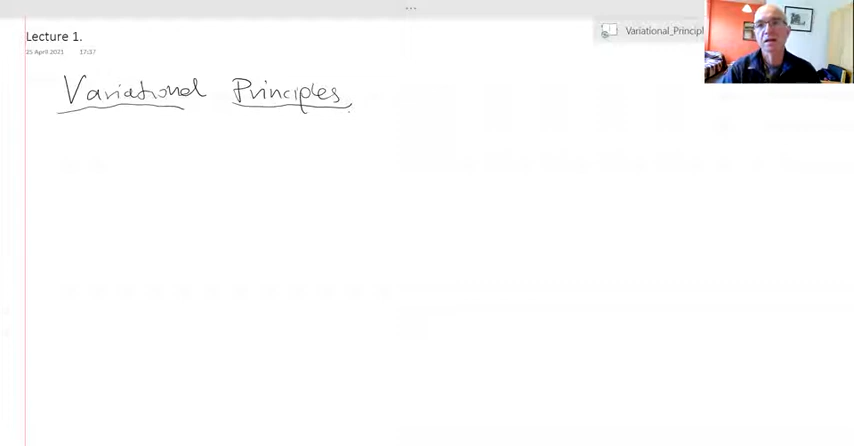 Lecture 1.
25 April 2021 17:37
Variational_Principl
Variational Principles